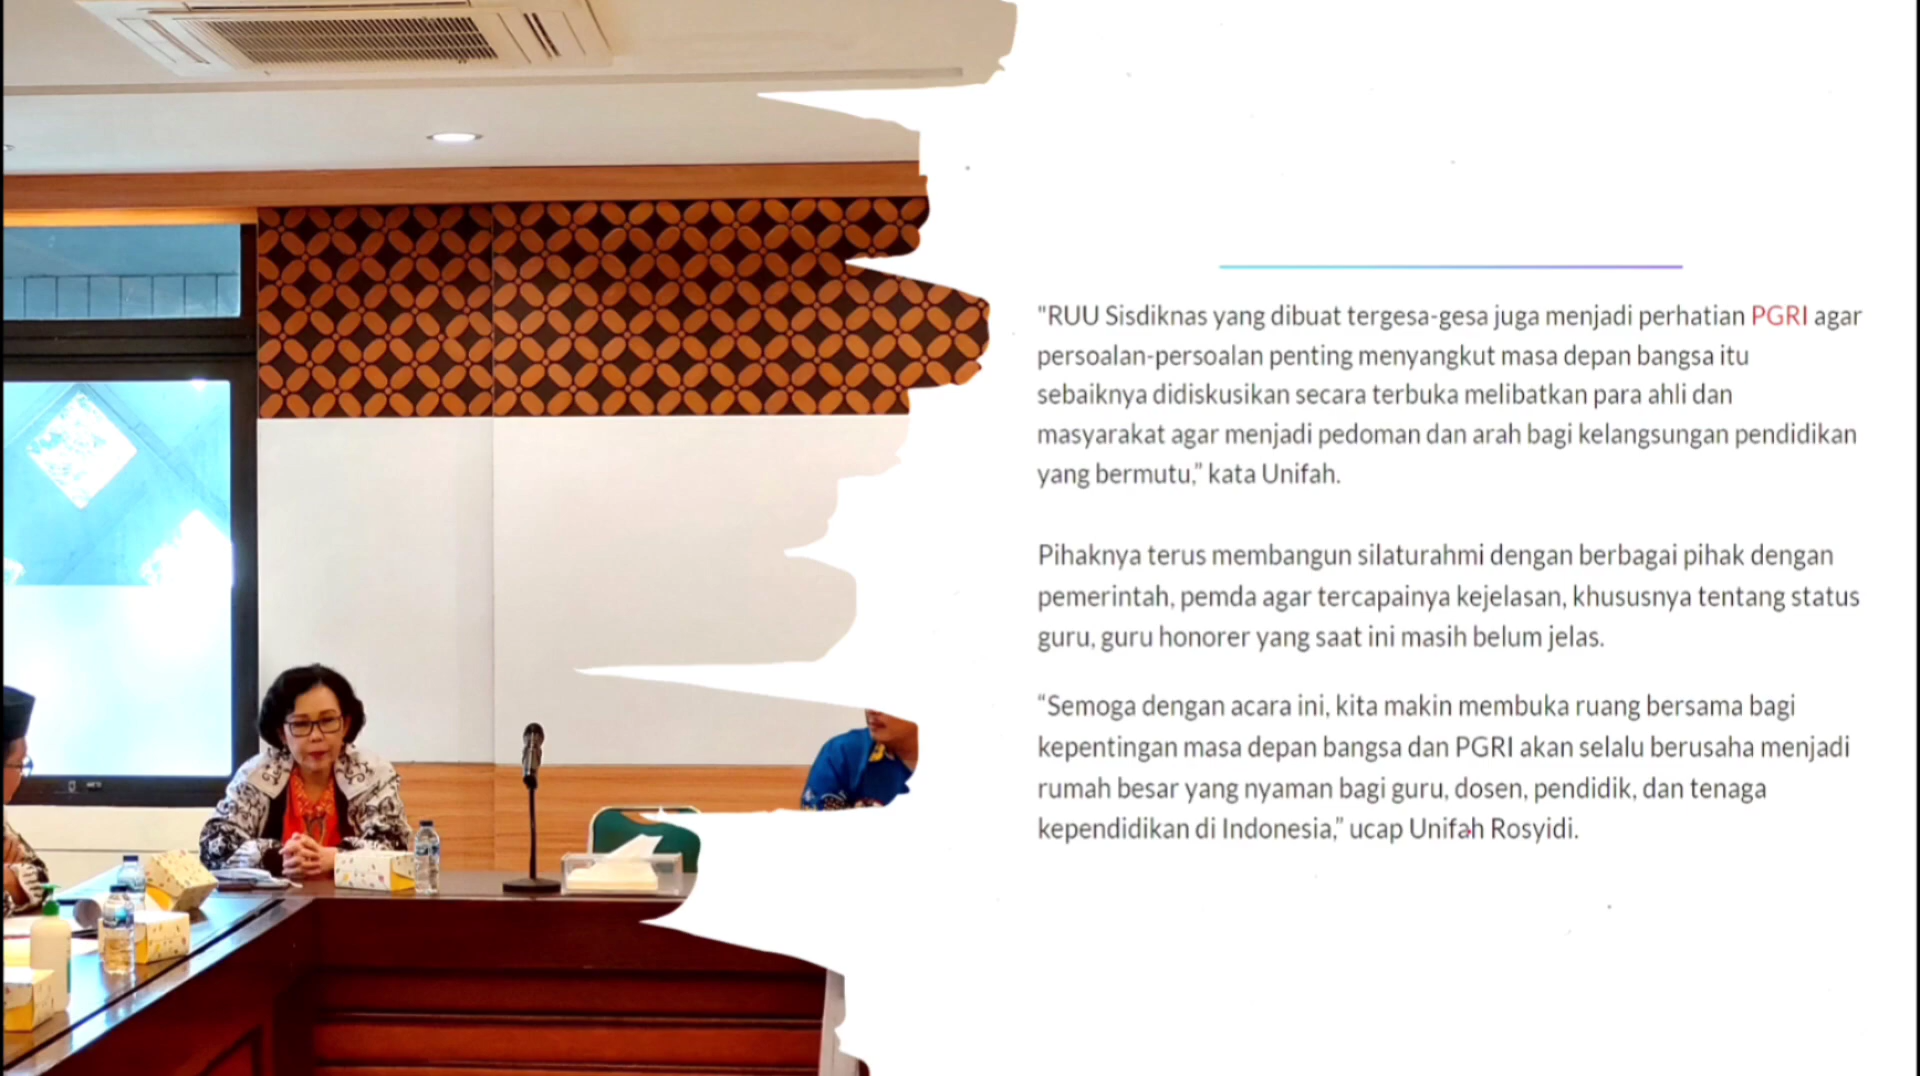 "RUU Sisdiknas yang dibuat tergesa-gesa juga menjadi perhatian PGRI agar
persoalan-persoalan penting menyangkut masa depan bangsa itu
sebaiknya didiskusikan secara terbuka melibatkan para ahli dan
masyarakat agar menjadi pedoman dan arah bagi kelangsungan pendidikan
yang bermutu,” kata Unifah.
Pihaknya terus membangun silaturahmi dengan berbagai pihak dengan
pemerintah, pemda agar tercapainya kejelasan, khususnya tentang status
guru, guru honorer yang saat ini masih belum jelas.
“Semoga dengan acara ini, kita makin membuka ruang bersama bagi
kepentingan masa depan bangsa dan PGRI akan selalu berusaha menjadi
rumah besar yang nyaman bagi guru, dosen, pendidik, dan tenaga
kependidikan di Indonesia,” ucap Unifah Rosyidi.